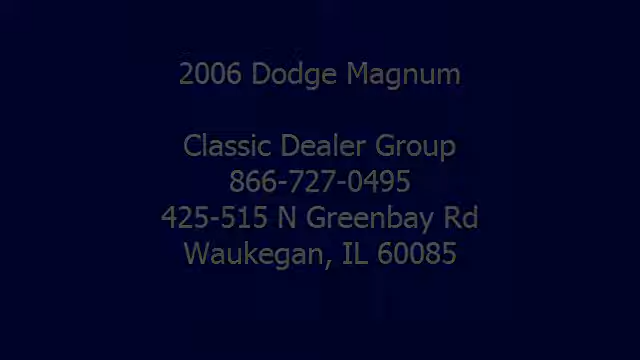 2006 Dodge Magnum
Classic Dealer Group
866-727-0495
425-515 N Greenbay Rd
Waukegan, IL 60085